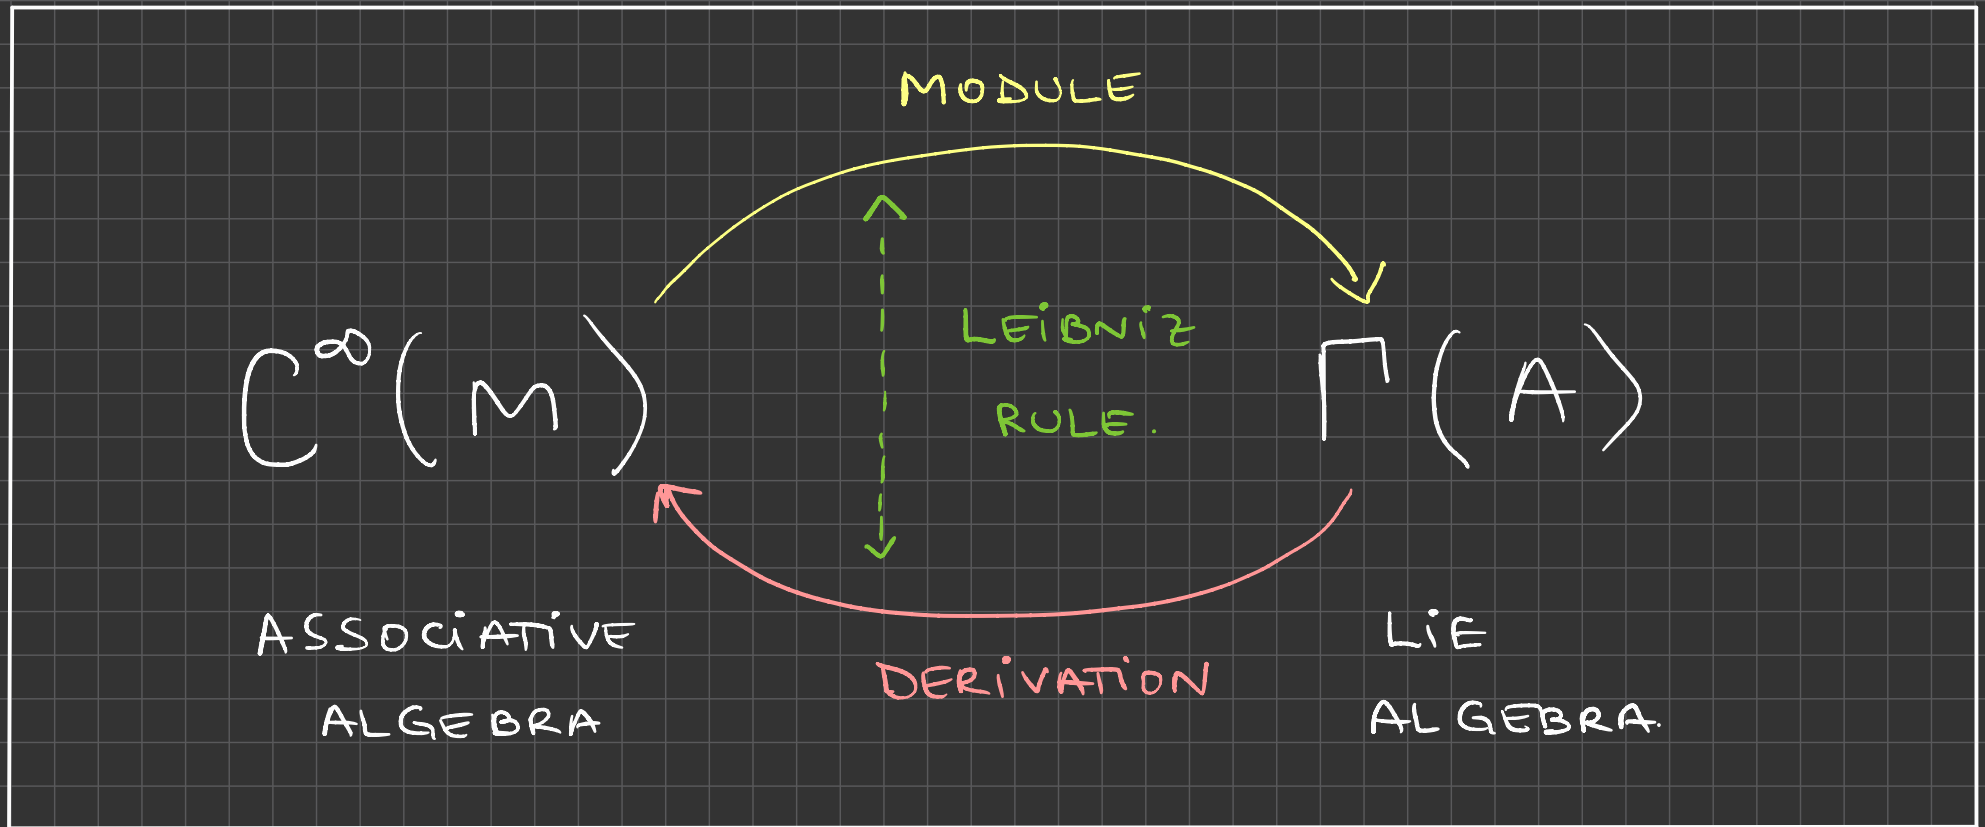 MODULE
LEIBNIZ
RULE.
C^∞(M)
Γ(A)
ASSOCIATIVE
ALGEBRA
DERIVATION
LIE
ALGEBRA.